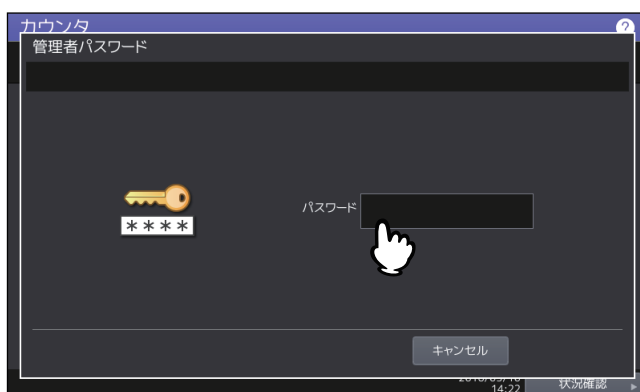 カウンタ
?
管理者パスワード
パスワード
****
キャンセル
14:22
状況確認